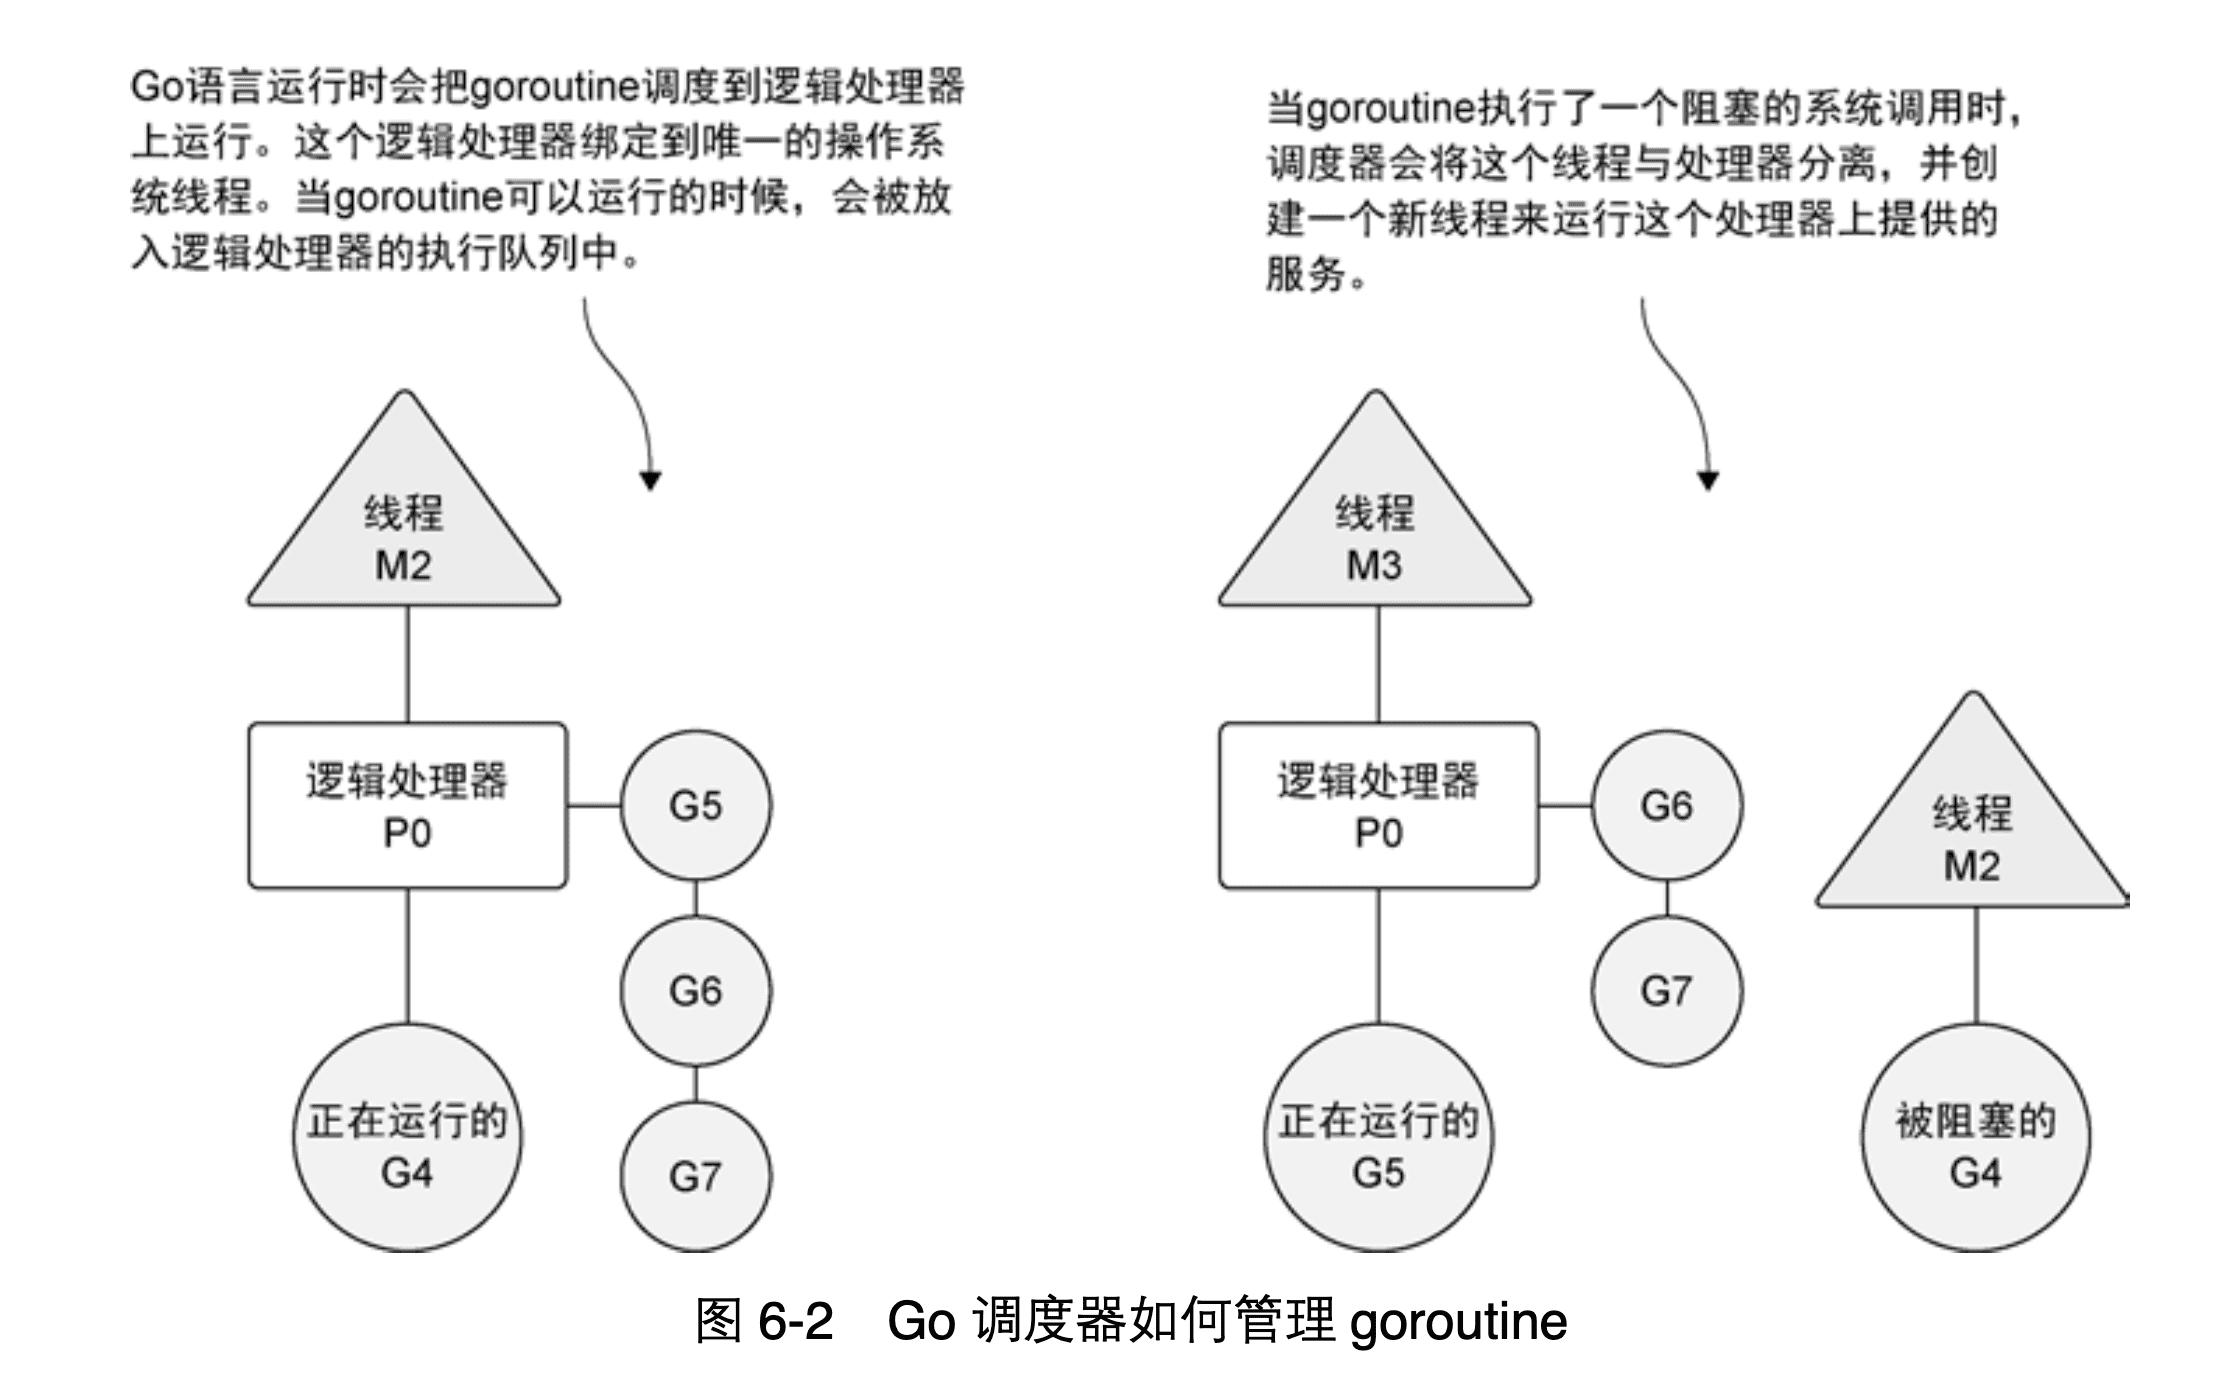 Go语言运行时会把goroutine调度到逻辑处理器
上运行。这个逻辑处理器绑定到唯一的操作系
统线程。当goroutine可以运行的时候，会被放
入逻辑处理器的执行队列中。
当goroutine执行了一个阻塞的系统调用时，
调度器会将这个线程与处理器分离，并创
建一个新线程来运行这个处理器上提供的
服务。
线程
M2
逻辑处理器
P0
G5
G6
G7
正在运行的
G4
线程
M3
逻辑处理器
P0
G6
G7
正在运行的
G5
线程
M2
被阻塞的
G4
图 6-2 Go 调度器如何管理 goroutine